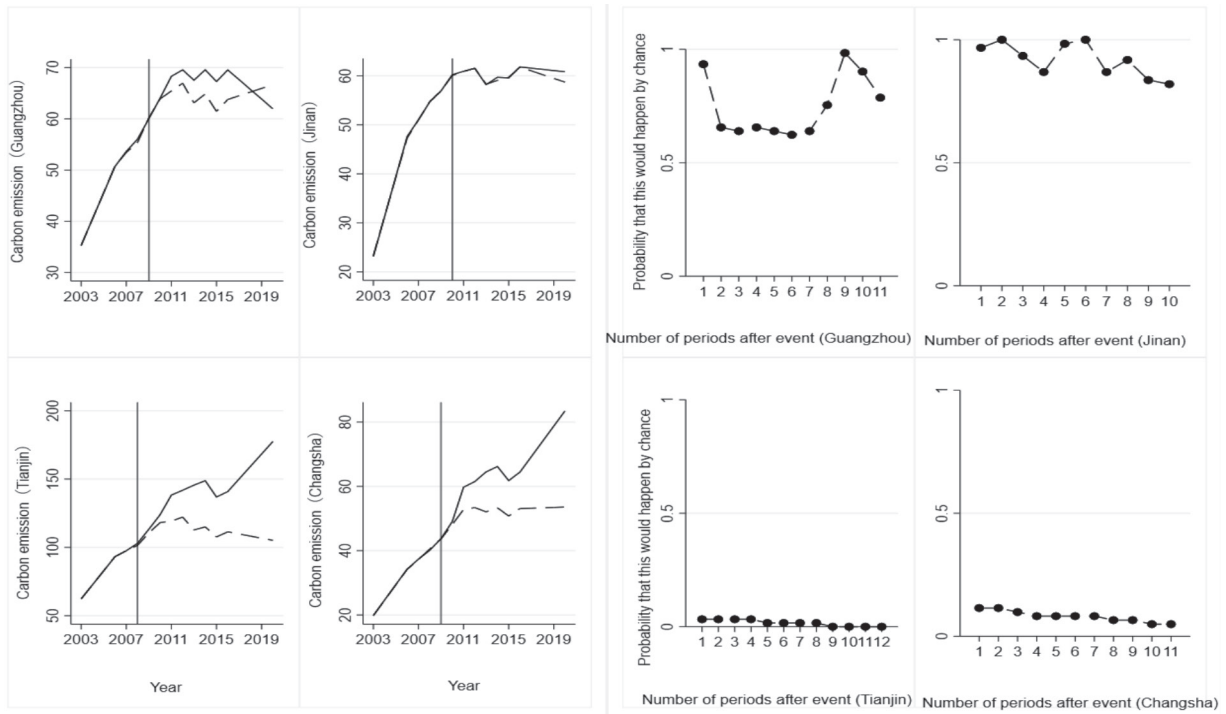 Carbon emission (Guangzhou)
70
60
50
40
30
2003 2007 2011 2015 2019
Carbon emission (Jinan)
60
50
40
30
20
2003 2007 2011 2015 2019
Probability that this would happen by chance
1
0.5
0
1 2 3 4 5 6 7 8 9 10 11
Number of periods after event (Guangzhou)
1
0.5
0
1 2 3 4 5 6 7 8 9 10
Number of periods after event (Jinan)
Carbon emission (Tianjin)
200
150
100
50
2003 2007 2011 2015 2019
Year
Carbon emission (Changsha)
80
60
40
20
2003 2007 2011 2015 2019
Year
Probability that this would happen by chance
1
0.5
0
1 2 3 4 5 6 7 8 9 10 11 12
Number of periods after event (Tianjin)
1
0.5
0
1 2 3 4 5 6 7 8 9 10 11
Number of periods after event (Changsha)